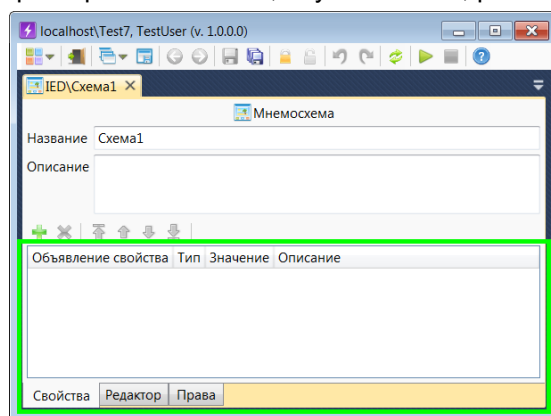 localhost\Test7, TestUser (v. 1.0.0.0)
IED\Схема1
Мнемосхема
Название Схема1
Описание
Объявление свойства Тип Значение Описание
Свойства Редактор Права